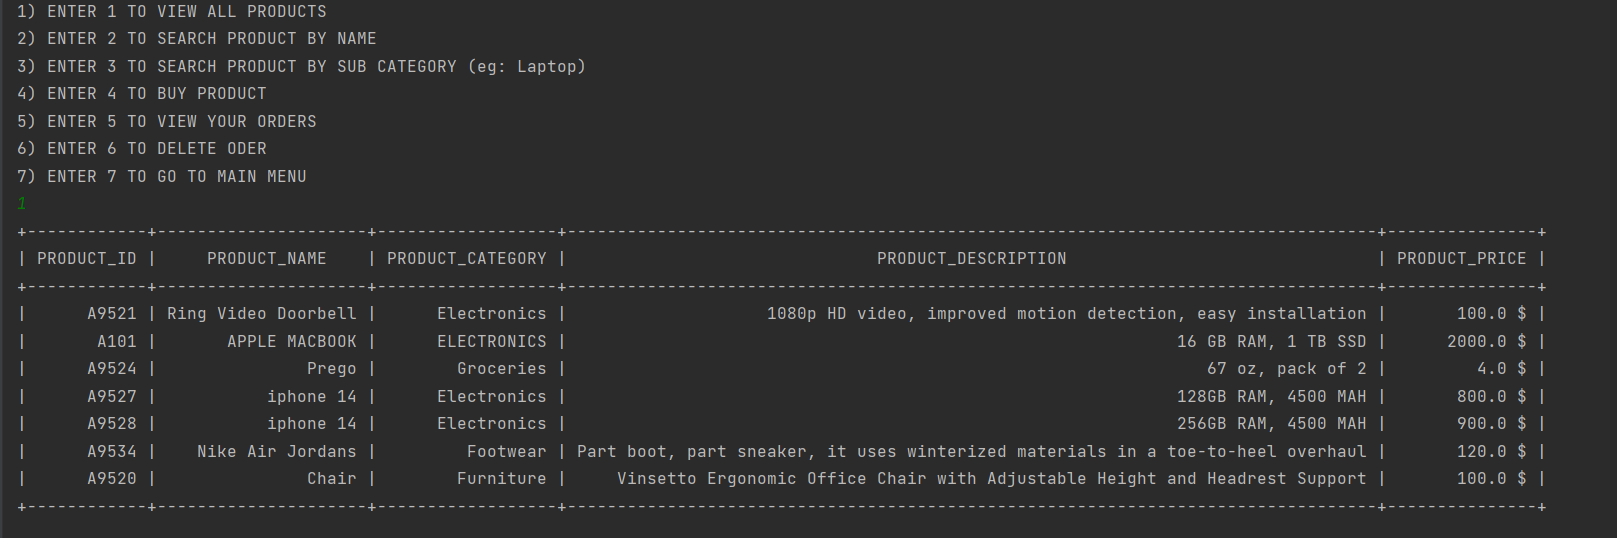 1) ENTER 1 TO VIEW ALL PRODUCTS
2) ENTER 2 TO SEARCH PRODUCT BY NAME
3) ENTER 3 TO SEARCH PRODUCT BY SUB CATEGORY (eg: Laptop)
4) ENTER 4 TO BUY PRODUCT
5) ENTER 5 TO VIEW YOUR ORDERS
6) ENTER 6 TO DELETE ODER
7) ENTER 7 TO GO TO MAIN MENU
1
+------------+---------------------+------------------+---------------------------------------------------------------------------------+---------------+
| PRODUCT_ID |     PRODUCT_NAME    | PRODUCT_CATEGORY |                               PRODUCT_DESCRIPTION                               | PRODUCT_PRICE |
+------------+---------------------+------------------+---------------------------------------------------------------------------------+---------------+
|      A9521 | Ring Video Doorbell |      Electronics |                    1080p HD video, improved motion detection, easy installation |       100.0 $ |
|       A101 |       APPLE MACBOOK |      ELECTRONICS |                                                             16 GB RAM, 1 TB SSD |      2000.0 $ |
|      A9524 |               Prego |        Groceries |                                                                67 oz, pack of 2 |         4.0 $ |
|      A9527 |           iphone 14 |      Electronics |                                                             128GB RAM, 4500 MAH |       800.0 $ |
|      A9528 |           iphone 14 |      Electronics |                                                             256GB RAM, 4500 MAH |       900.0 $ |
|      A9534 |    Nike Air Jordans |         Footwear | Part boot, part sneaker, it uses winterized materials in a toe-to-heel overhaul |       120.0 $ |
|      A9520 |               Chair |        Furniture |     Vinsetto Ergonomic Office Chair with Adjustable Height and Headrest Support |       100.0 $ |
+------------+---------------------+------------------+---------------------------------------------------------------------------------+---------------+